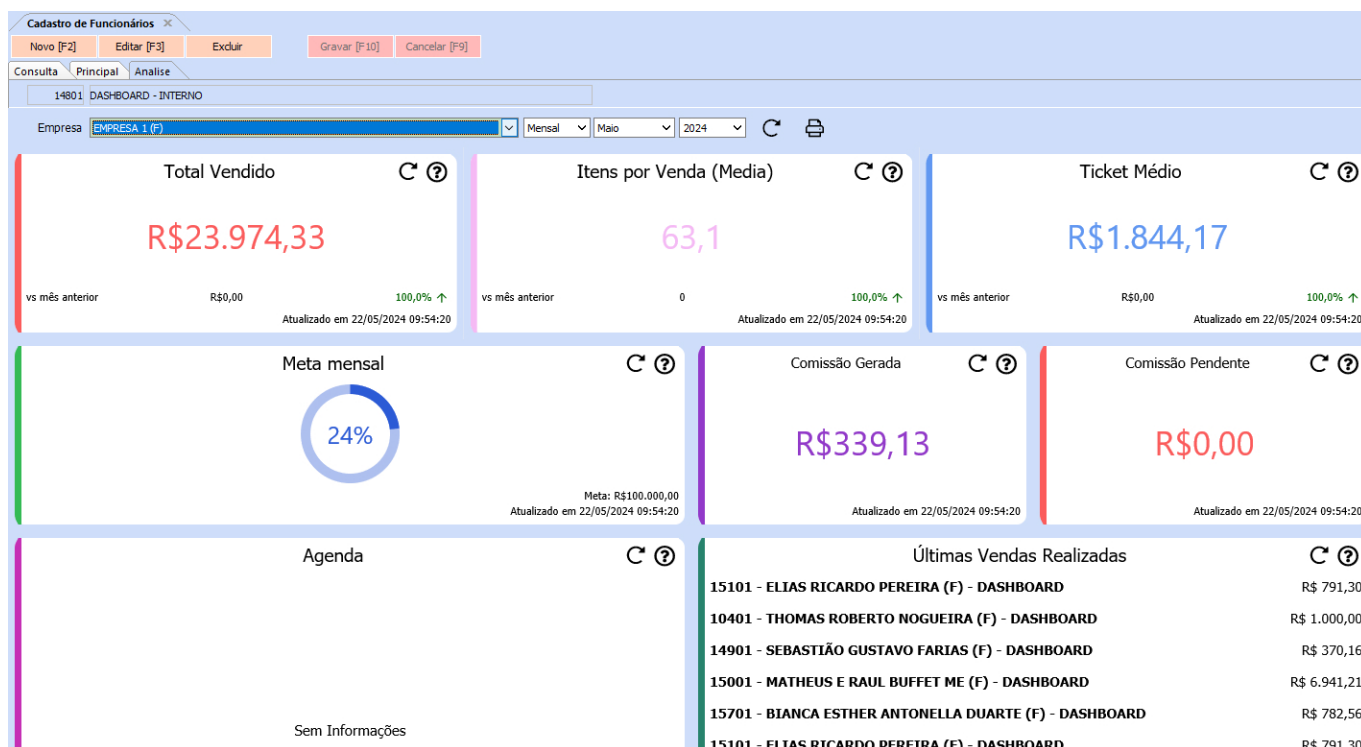 Cadastro de Funcionários
Novo [F2] Editar [F3] Excluir Gravar [F10] Cancelar [F9]
Consulta Principal Analise
14801 DASHBOARD - INTERNO
Empresa EMPRESA 1 (F) Mensal Maio 2024
Total Vendido
R$23.974,33
vs mês anterior R$0,00 100,0%
Atualizado em 22/05/2024 09:54:20
Itens por Venda (Media)
63,1
vs mês anterior 0 100,0%
Atualizado em 22/05/2024 09:54:20
Ticket Médio
R$1.844,17
vs mês anterior R$0,00 100,0%
Atualizado em 22/05/2024 09:54:20
Meta mensal
24%
Meta: R$100.000,00
Atualizado em 22/05/2024 09:54:20
Comissão Gerada
R$339,13
Atualizado em 22/05/2024 09:54:20
Comissão Pendente
R$0,00
Atualizado em 22/05/2024 09:54:20
Agenda
Sem Informações
Últimas Vendas Realizadas
15101 - ELIAS RICARDO PEREIRA (F) - DASHBOARD R$ 791,30
10401 - THOMAS ROBERTO NOGUEIRA (F) - DASHBOARD R$ 1.000,00
14901 - SEBASTIÃO GUSTAVO FARIAS (F) - DASHBOARD R$ 370,16
15001 - MATHEUS E RAUL BUFFET ME (F) - DASHBOARD R$ 6.941,21
15701 - BIANCA ESTHER ANTONELLA DUARTE (F) - DASHBOARD R$ 782,56
15101 - ELIAS RICARDO PEREIRA (F) - DASHBOARD R$ 791,30